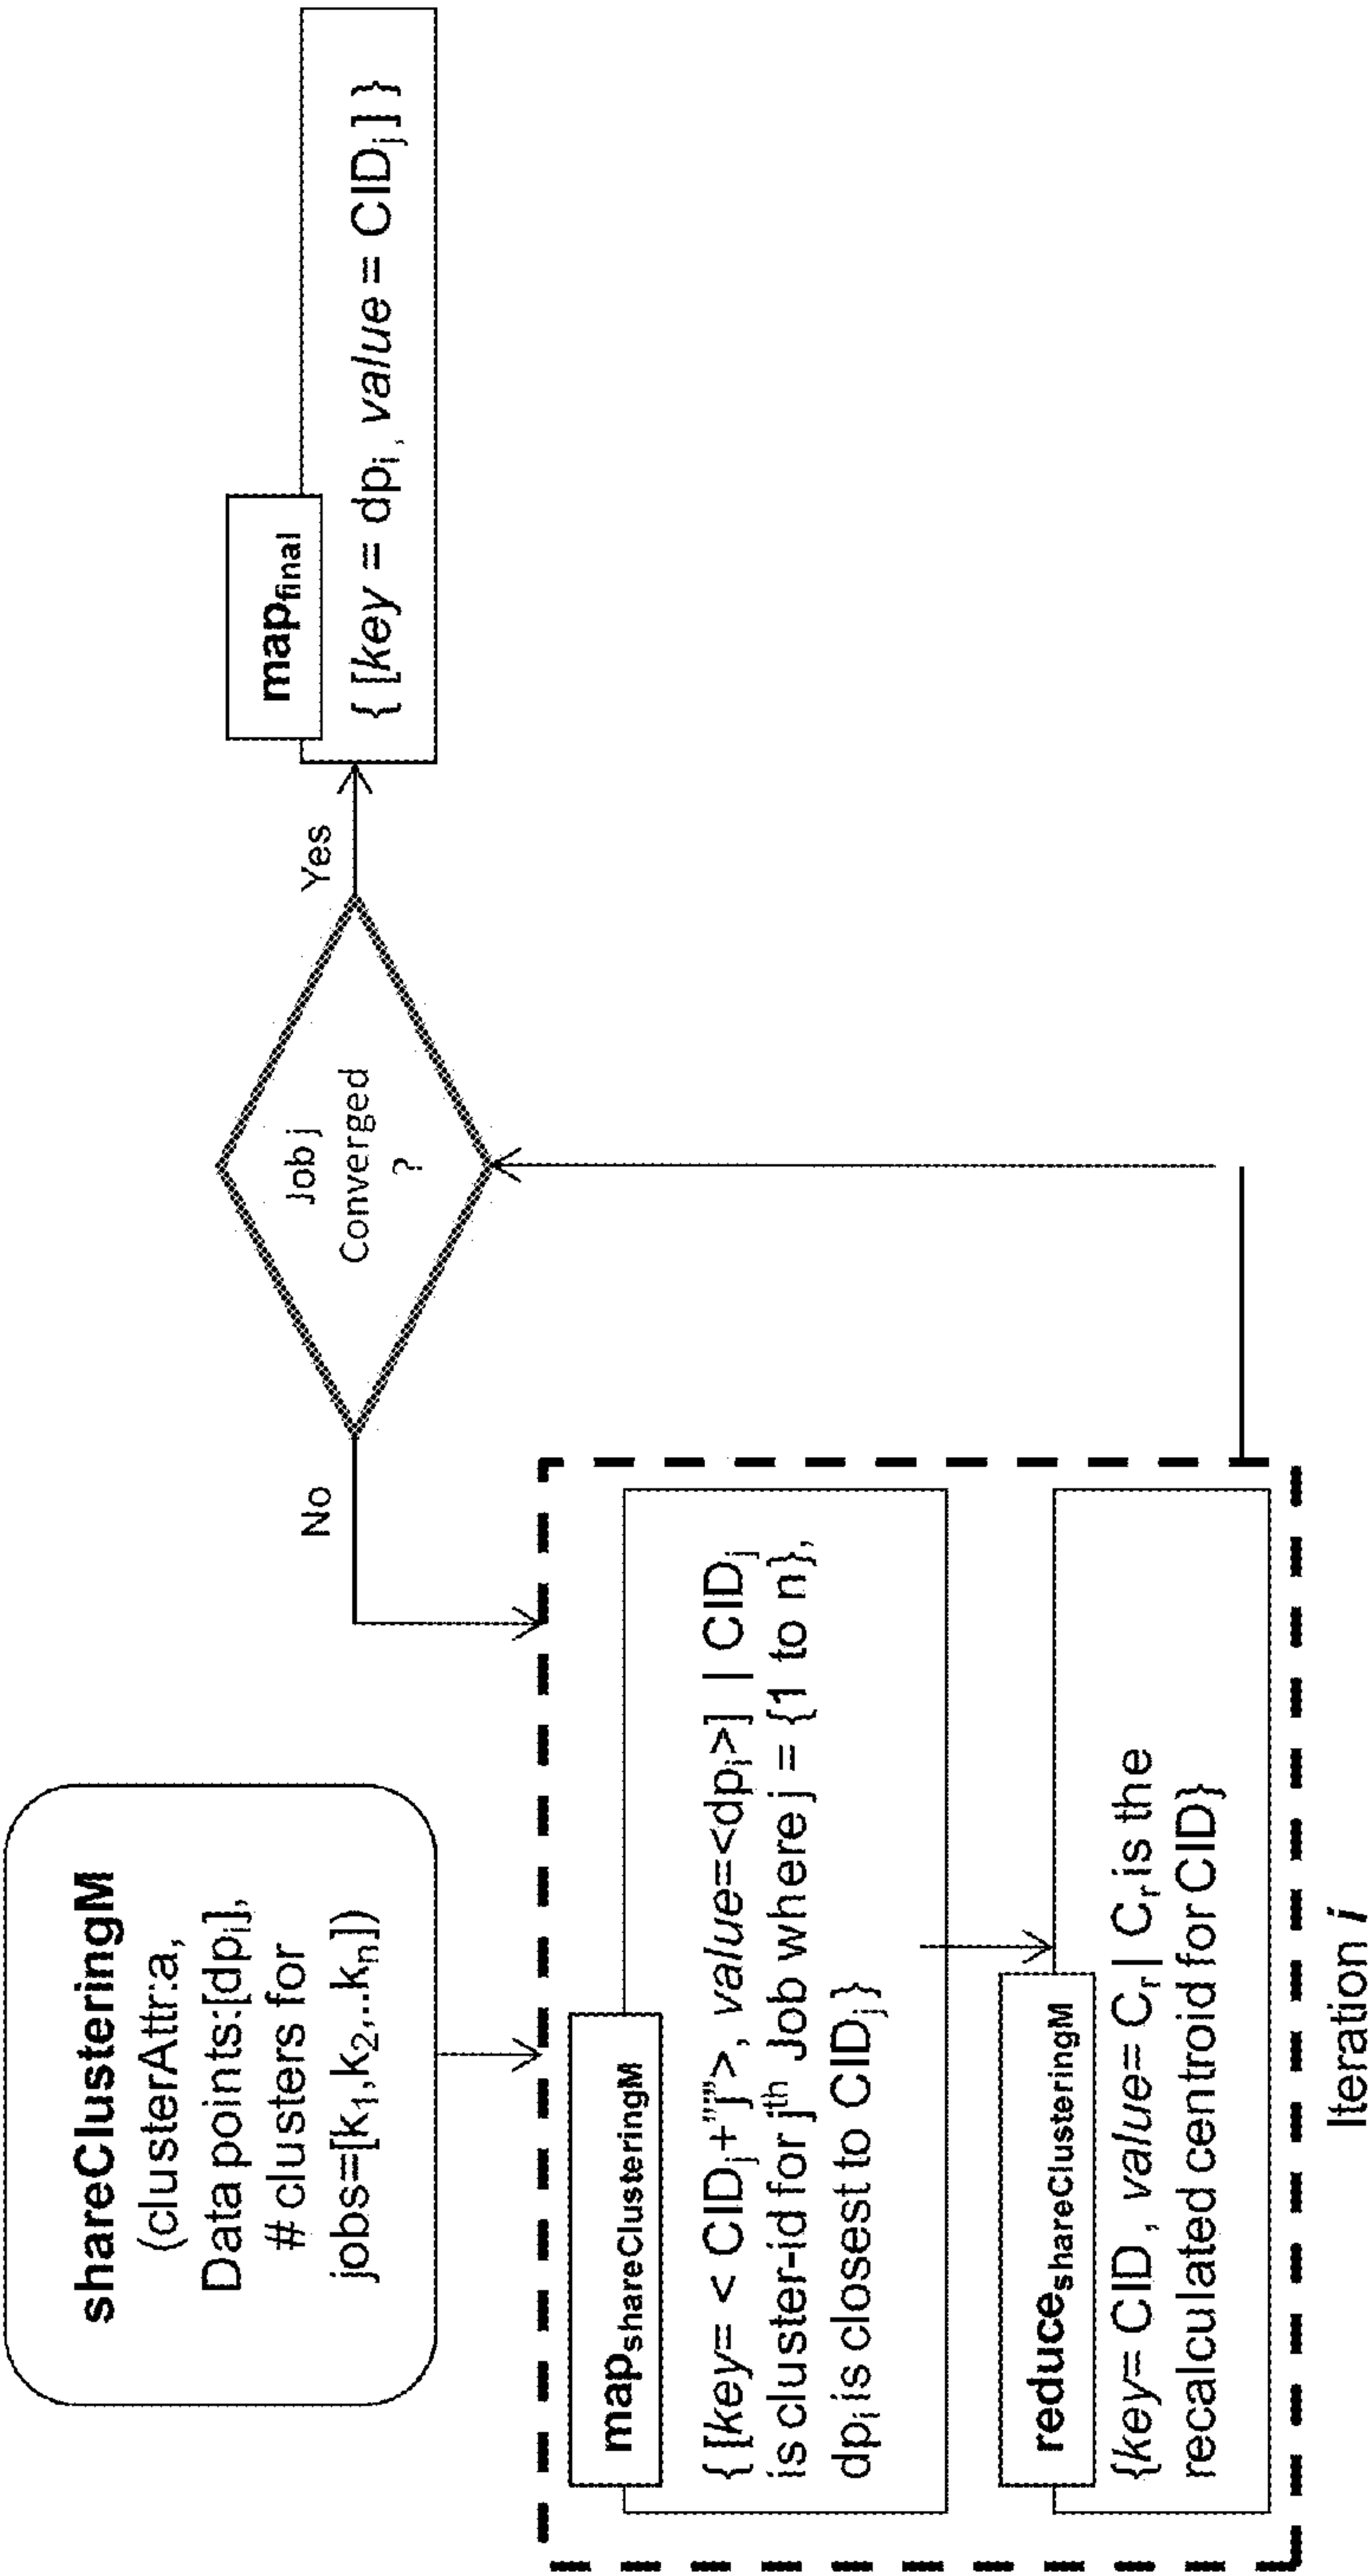 shareClusteringM
(clusterAttr:a,
Data points:[dpi],
# clusters for
jobs=[k1,k2,..kn])
mapshareClusteringM
{ [key= < CIDj+"j"> , value=<dpi>] | CIDj
is cluster-id for jth Job where j = {1 to n},
dpi is closest to CIDj}
reduceshareClusteringM
{key= CID , value= Cr | Cr is the
recalculated centroid for CID}
Iteration i
No
Job j
Converged
?
Yes
mapfinal
{ [key = dpi, value = CIDj] }